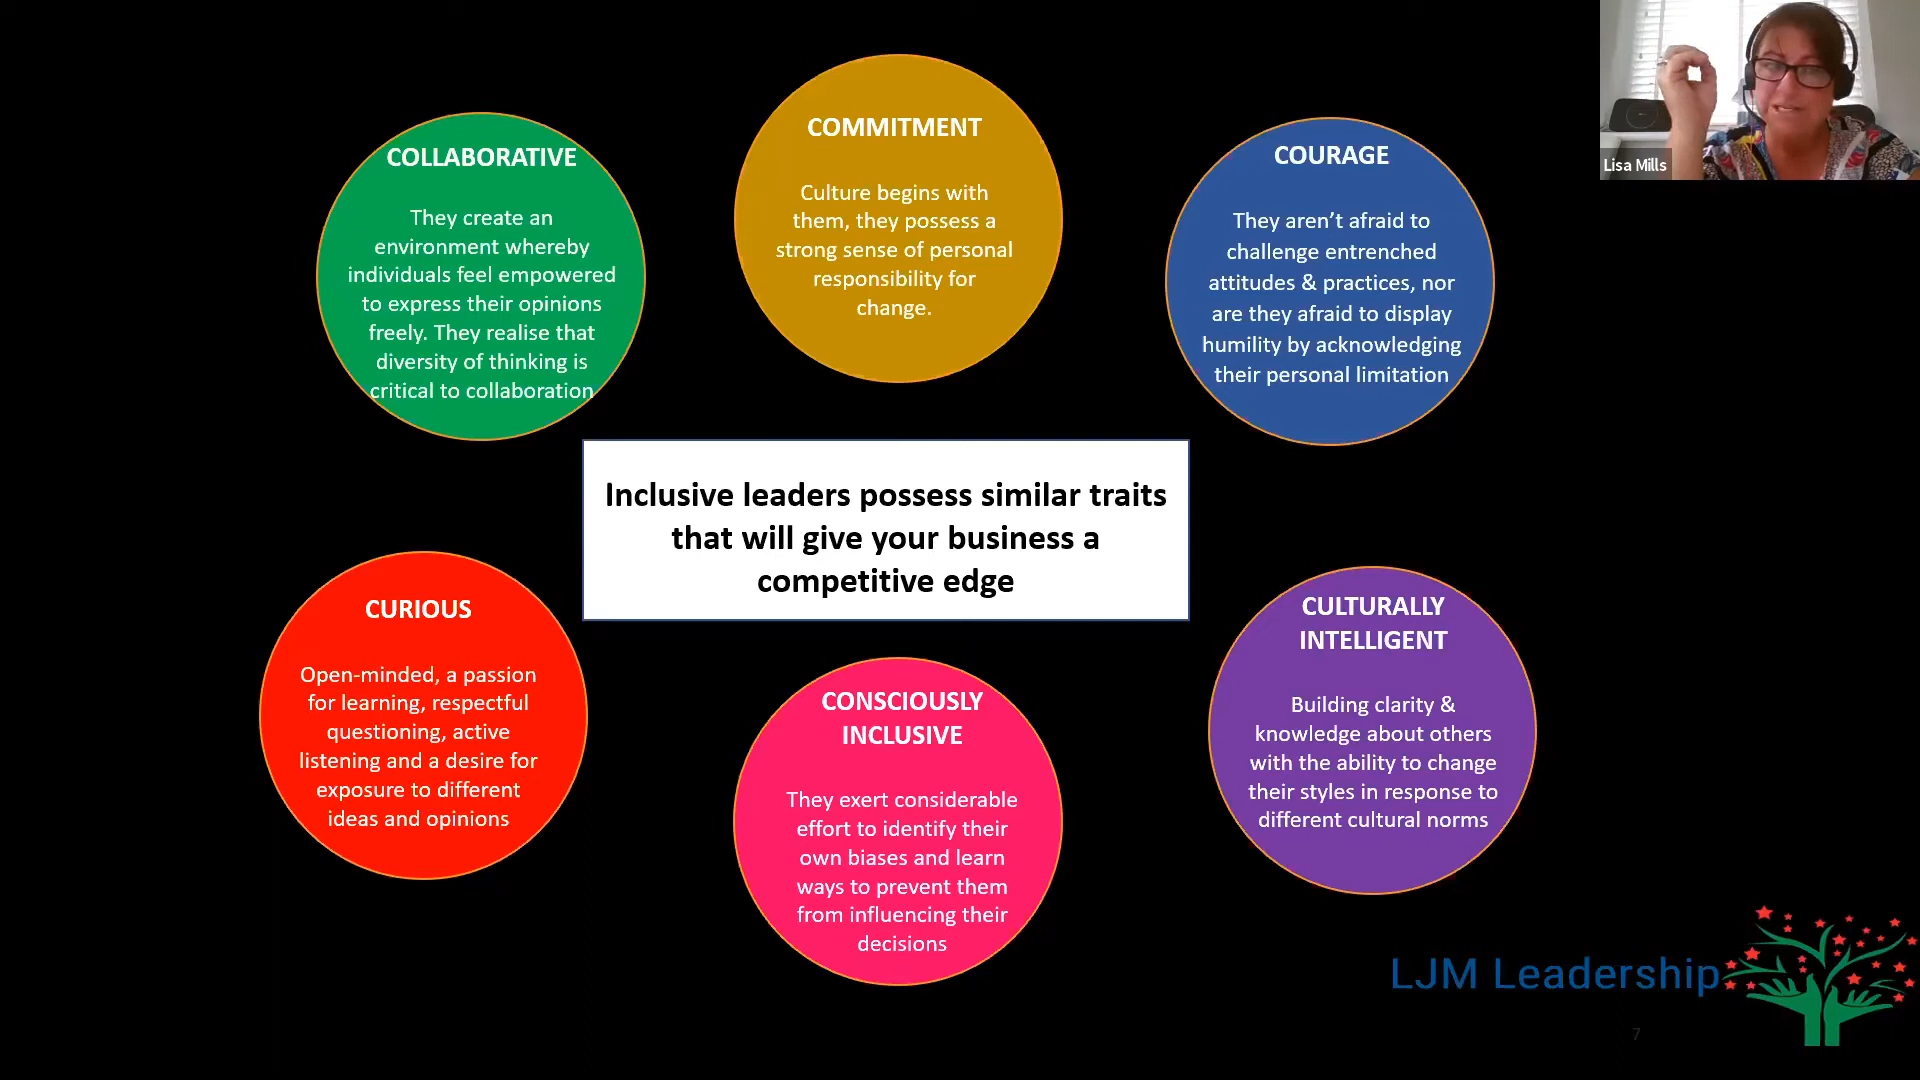 COLLABORATIVE
They create an
environment whereby
individuals feel empowered
to express their opinions
freely. They realise that
diversity of thinking is
critical to collaboration
COMMITMENT
Culture begins with
them, they possess a
strong sense of personal
responsibility for
change.
COURAGE
They aren’t afraid to
challenge entrenched
attitudes & practices, nor
are they afraid to display
humility by acknowledging
their personal limitation
Lisa Mills
Inclusive leaders possess similar traits
that will give your business a
competitive edge
CURIOUS
Open-minded, a passion
for learning, respectful
questioning, active
listening and a desire for
exposure to different
ideas and opinions
CONSCIOUSLY
INCLUSIVE
They exert considerable
effort to identify their
own biases and learn
ways to prevent them
from influencing their
decisions
CULTURALLY
INTELLIGENT
Building clarity &
knowledge about others
with the ability to change
their styles in response to
different cultural norms
LJM Leadership
7